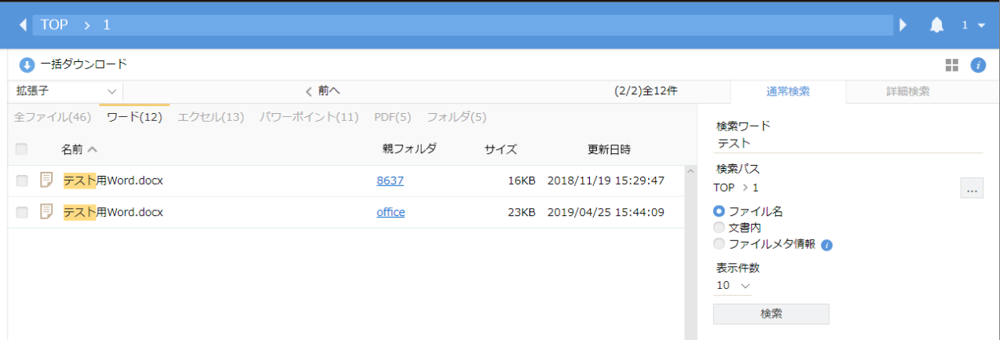 TOP > 1
1
一括ダウンロード
拡張子
前へ
(2/2)全12件
通常検索
詳細検索
全ファイル(46) ワード(12) エクセル(13) パワーポイント(11) PDF(5) フォルダ(5)
名前 親フォルダ サイズ 更新日時
テスト用Word.docx 8637 16KB 2018/11/19 15:29:47
テスト用Word.docx office 23KB 2019/04/25 15:44:09
検索ワード
テスト
検索パス
TOP > 1
...
ファイル名
文書内
ファイルメタ情報 i
表示件数
10
検索